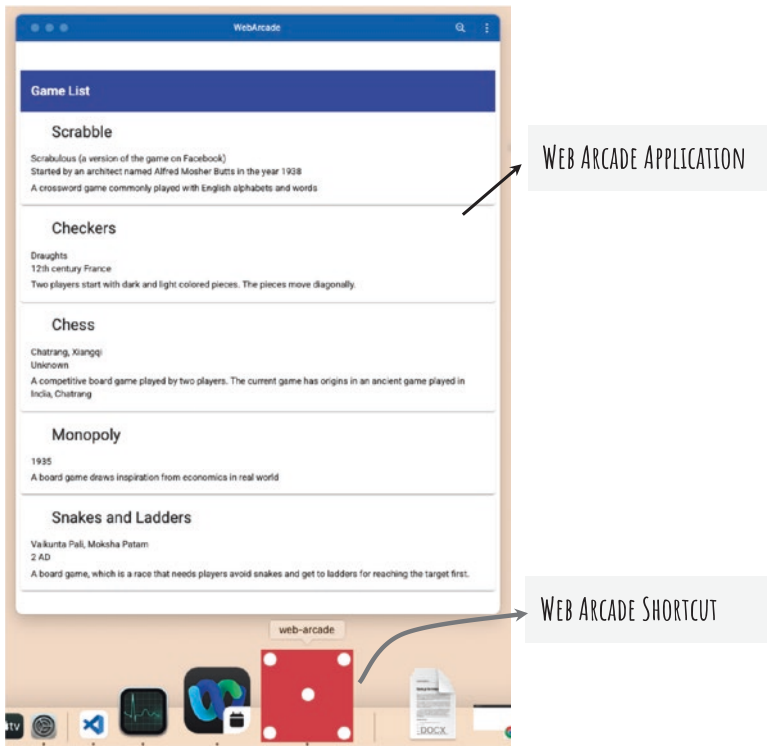 WebArcade
Game List
Scrabble
Scrabulous (a version of the game on Facebook)
Started by an architect named Alfred Mosher Butts in the year 1938
A crossword game commonly played with English alphabets and words
Checkers
Draughts
12th century France
Two players start with dark and light colored pieces. The pieces move diagonally.
Chess
Chatrang, Xiangqi
Unknown
A competitive board game played by two players. The current game has origins in an ancient game played in
India, Chatrang
Monopoly
1935
A board game draws inspiration from economics in real world
Snakes and Ladders
Vaikunta Pali, Moksha Patam
2 AD
A board game, which is a race that needs players avoid snakes and get to ladders for reaching the target first.
web-arcade
tv
DOCX
Web Arcade Application
Web Arcade Shortcut